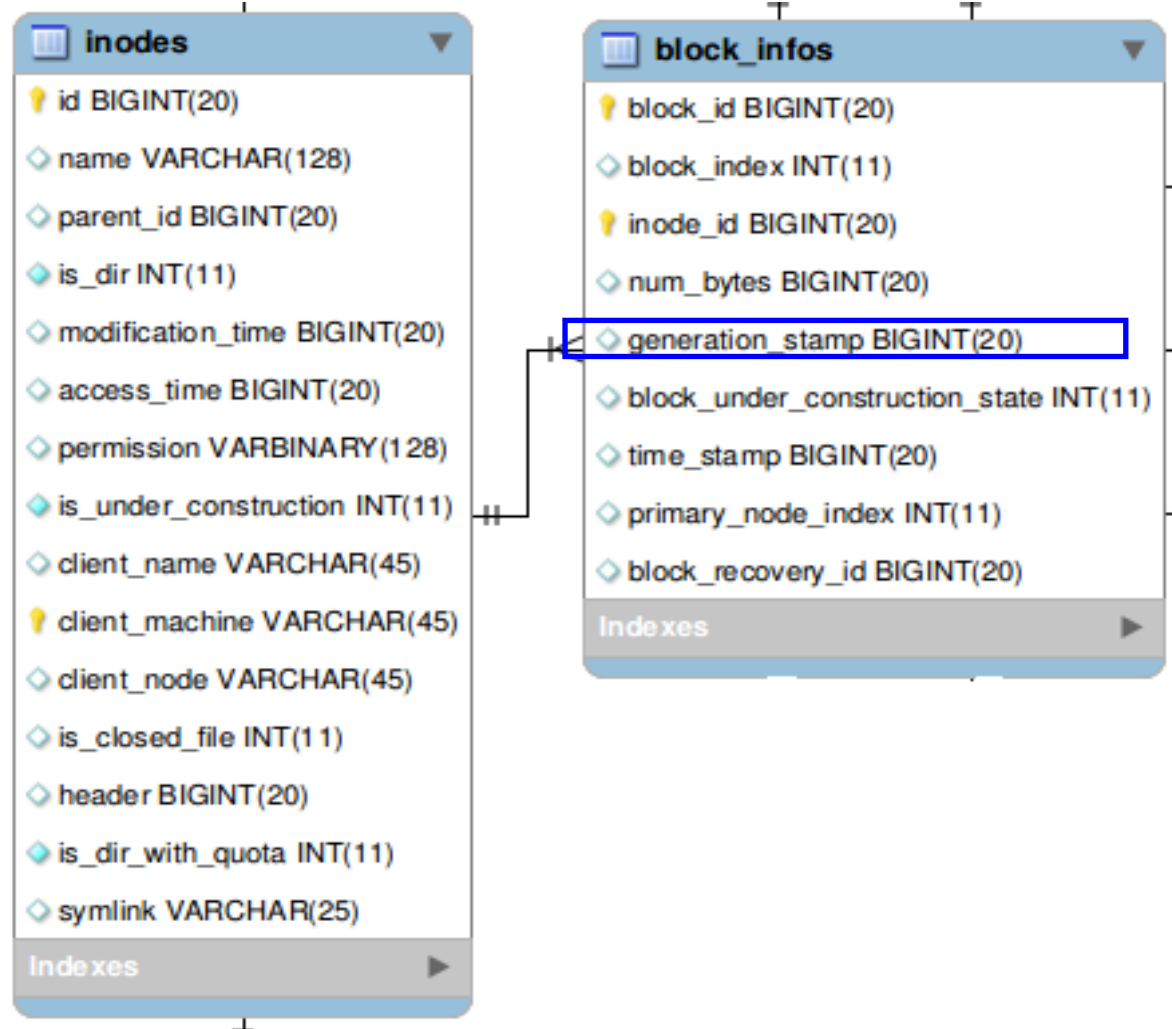 inodes
id BIGINT(20)
name VARCHAR(128)
parent_id BIGINT(20)
is_dir INT(11)
modification_time BIGINT(20)
access_time BIGINT(20)
permission VARBINARY(128)
is_under_construction INT(11)
client_name VARCHAR(45)
client_machine VARCHAR(45)
client_node VARCHAR(45)
is_closed_file INT(11)
header BIGINT(20)
is_dir_with_quota INT(11)
symlink VARCHAR(25)
Indexes
block_infos
block_id BIGINT(20)
block_index INT(11)
inode_id BIGINT(20)
num_bytes BIGINT(20)
generation_stamp BIGINT(20)
block_under_construction_state INT(11)
time_stamp BIGINT(20)
primary_node_index INT(11)
block_recovery_id BIGINT(20)
Indexes